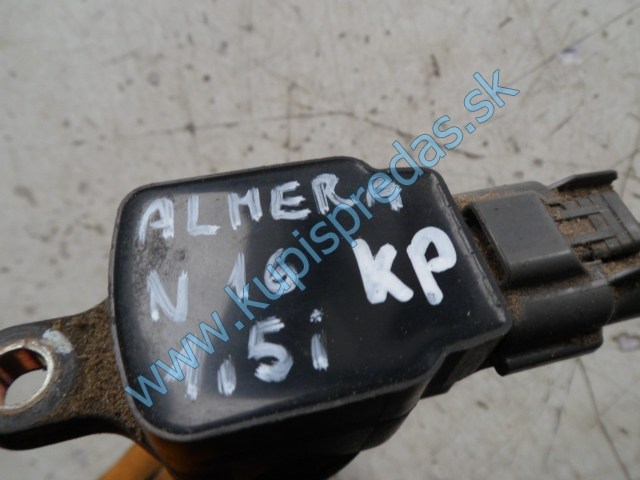 ALMERA
N16 KP
1,5i
www.kupispredas.sk